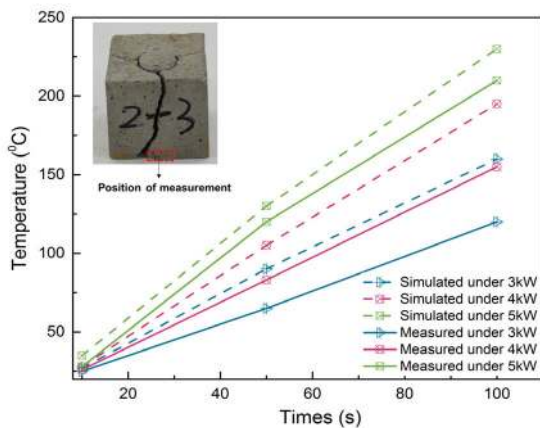 250
200
150
100
50
Temperature (⁰C)
2+3
Position of measurement
Simulated under 3kW
Simulated under 4kW
Simulated under 5kW
Measured under 3kW
Measured under 4kW
Measured under 5kW
20
40
60
80
100
Times (s)